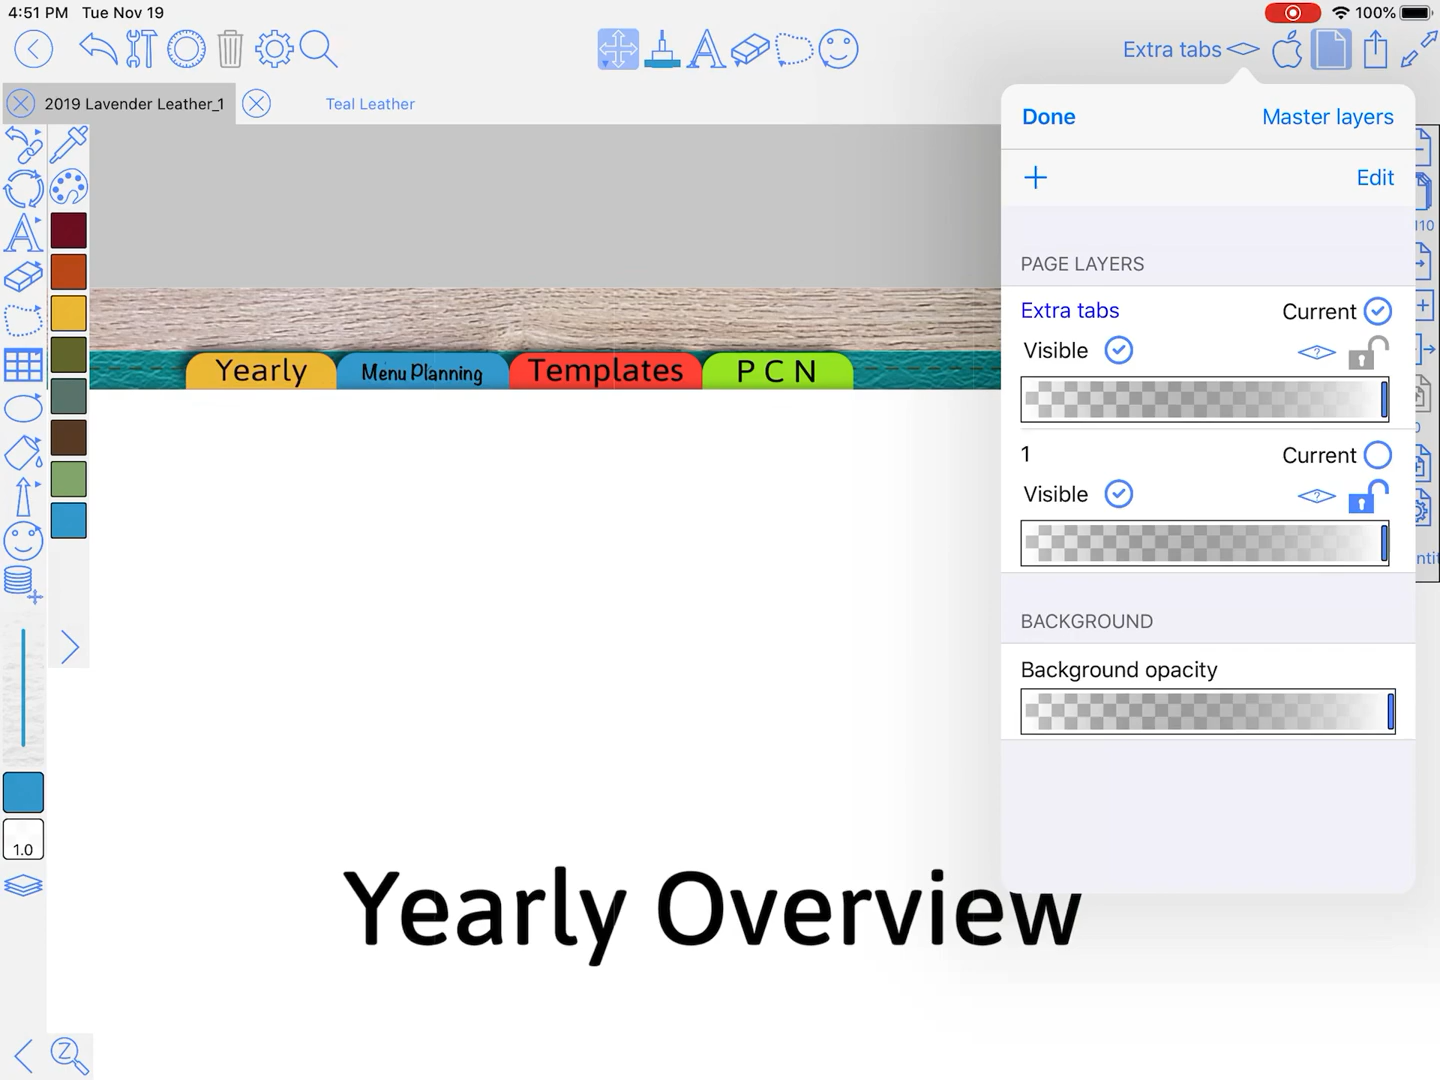 4:51 PM Tue Nov 19
100%
Extra tabs
2019 Lavender Leather_1
Teal Leather
Done
Master layers
Edit
PAGE LAYERS
Extra tabs
Current
Visible
1
Current
Visible
BACKGROUND
Background opacity
Yearly
Menu Planning
Templates
P C N
Yearly Overview
1.0
Z